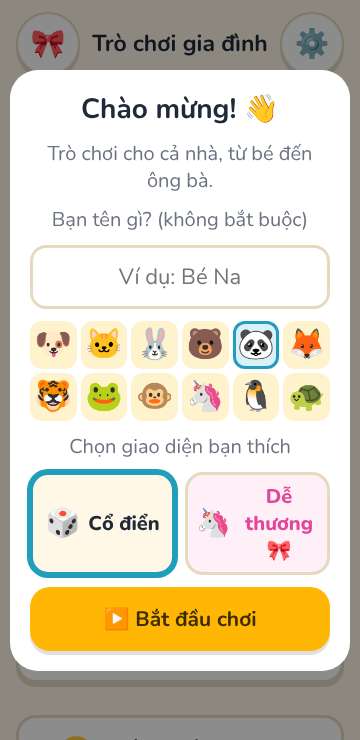 Trò chơi gia đình
Chào mừng! 👋
Trò chơi cho cả nhà, từ bé đến
ông bà.
Bạn tên gì? (không bắt buộc)
Ví dụ: Bé Na
Chọn giao diện bạn thích
Cổ điển
Dễ
thương
Bắt đầu chơi